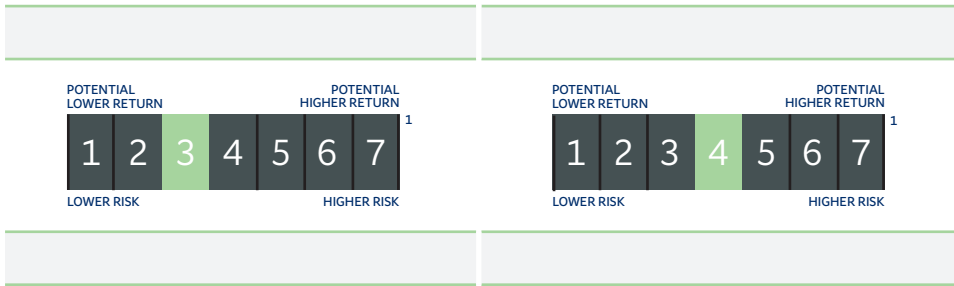 POTENTIAL
LOWER RETURN
POTENTIAL
HIGHER RETURN
1 2 3 4 5 6 7
1
LOWER RISK
HIGHER RISK
POTENTIAL
LOWER RETURN
POTENTIAL
HIGHER RETURN
1 2 3 4 5 6 7
1
LOWER RISK
HIGHER RISK